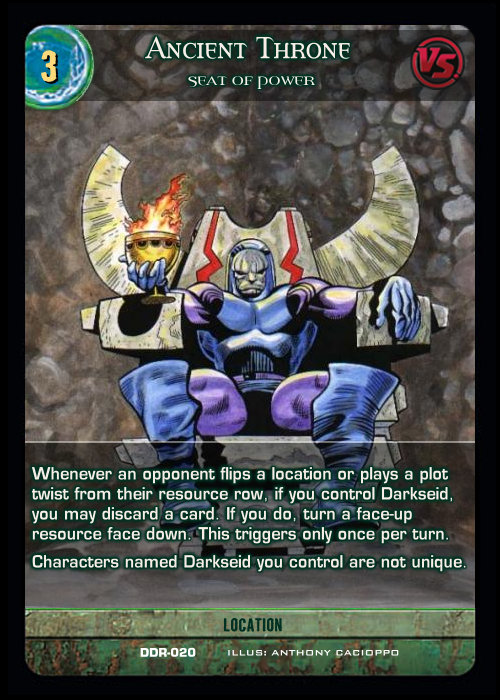 3
Ancient Throne
VS.
Seat of Power
Whenever an opponent flips a location or plays a plot
twist from their resource row, if you control Darkseid,
you may discard a card. If you do, turn a face-up
resource face down. This triggers only once per turn.
Characters named Darkseid you control are not unique.
LOCATION
DDR-020 ILLUS: ANTHONY CACIOPPO